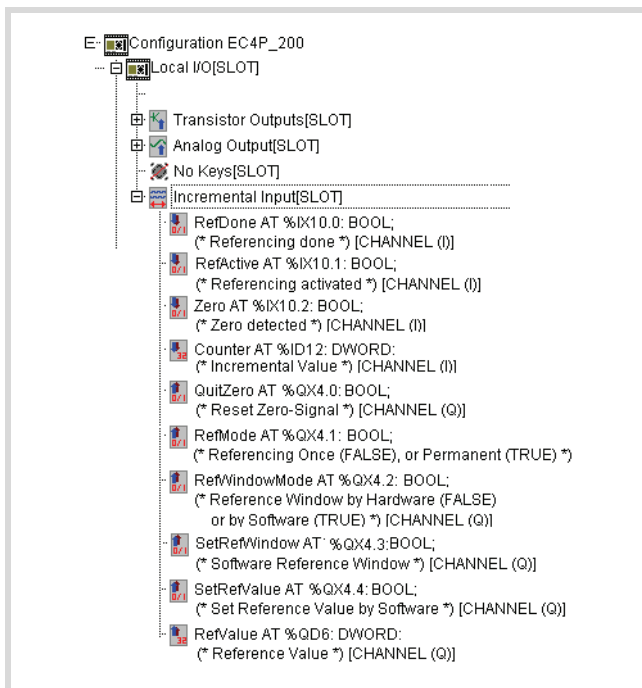 Configuration EC4P_200
Local I/O[SLOT]
Transistor Outputs[SLOT]
Analog Output[SLOT]
No Keys[SLOT]
Incremental Input[SLOT]
RefDone AT %IX10.0: BOOL;
(* Referencing done *) [CHANNEL (I)]
RefActive AT %IX10.1: BOOL;
(* Referencing activated *) [CHANNEL (I)]
Zero AT %IX10.2: BOOL;
(* Zero detected *) [CHANNEL (I)]
Counter AT %ID12: DWORD:
(* Incremental Value *) [CHANNEL (I)]
QuitZero AT %QX4.0: BOOL;
(* Reset Zero-Signal *) [CHANNEL (Q)]
RefMode AT %QX4.1: BOOL;
(* Referencing Once (FALSE), or Permanent (TRUE) *)
RefWindowMode AT %QX4.2: BOOL;
(* Reference Window by Hardware (FALSE)
or by Software (TRUE) *) [CHANNEL (Q)]
SetRefWindow AT %QX4.3:BOOL;
(* Software Reference Window *) [CHANNEL (Q)]
SetRefValue AT %QX4.4: BOOL;
(* Set Reference Value by Software *) [CHANNEL (Q)]
RefValue AT %QD6: DWORD:
(* Reference Value *) [CHANNEL (Q)]